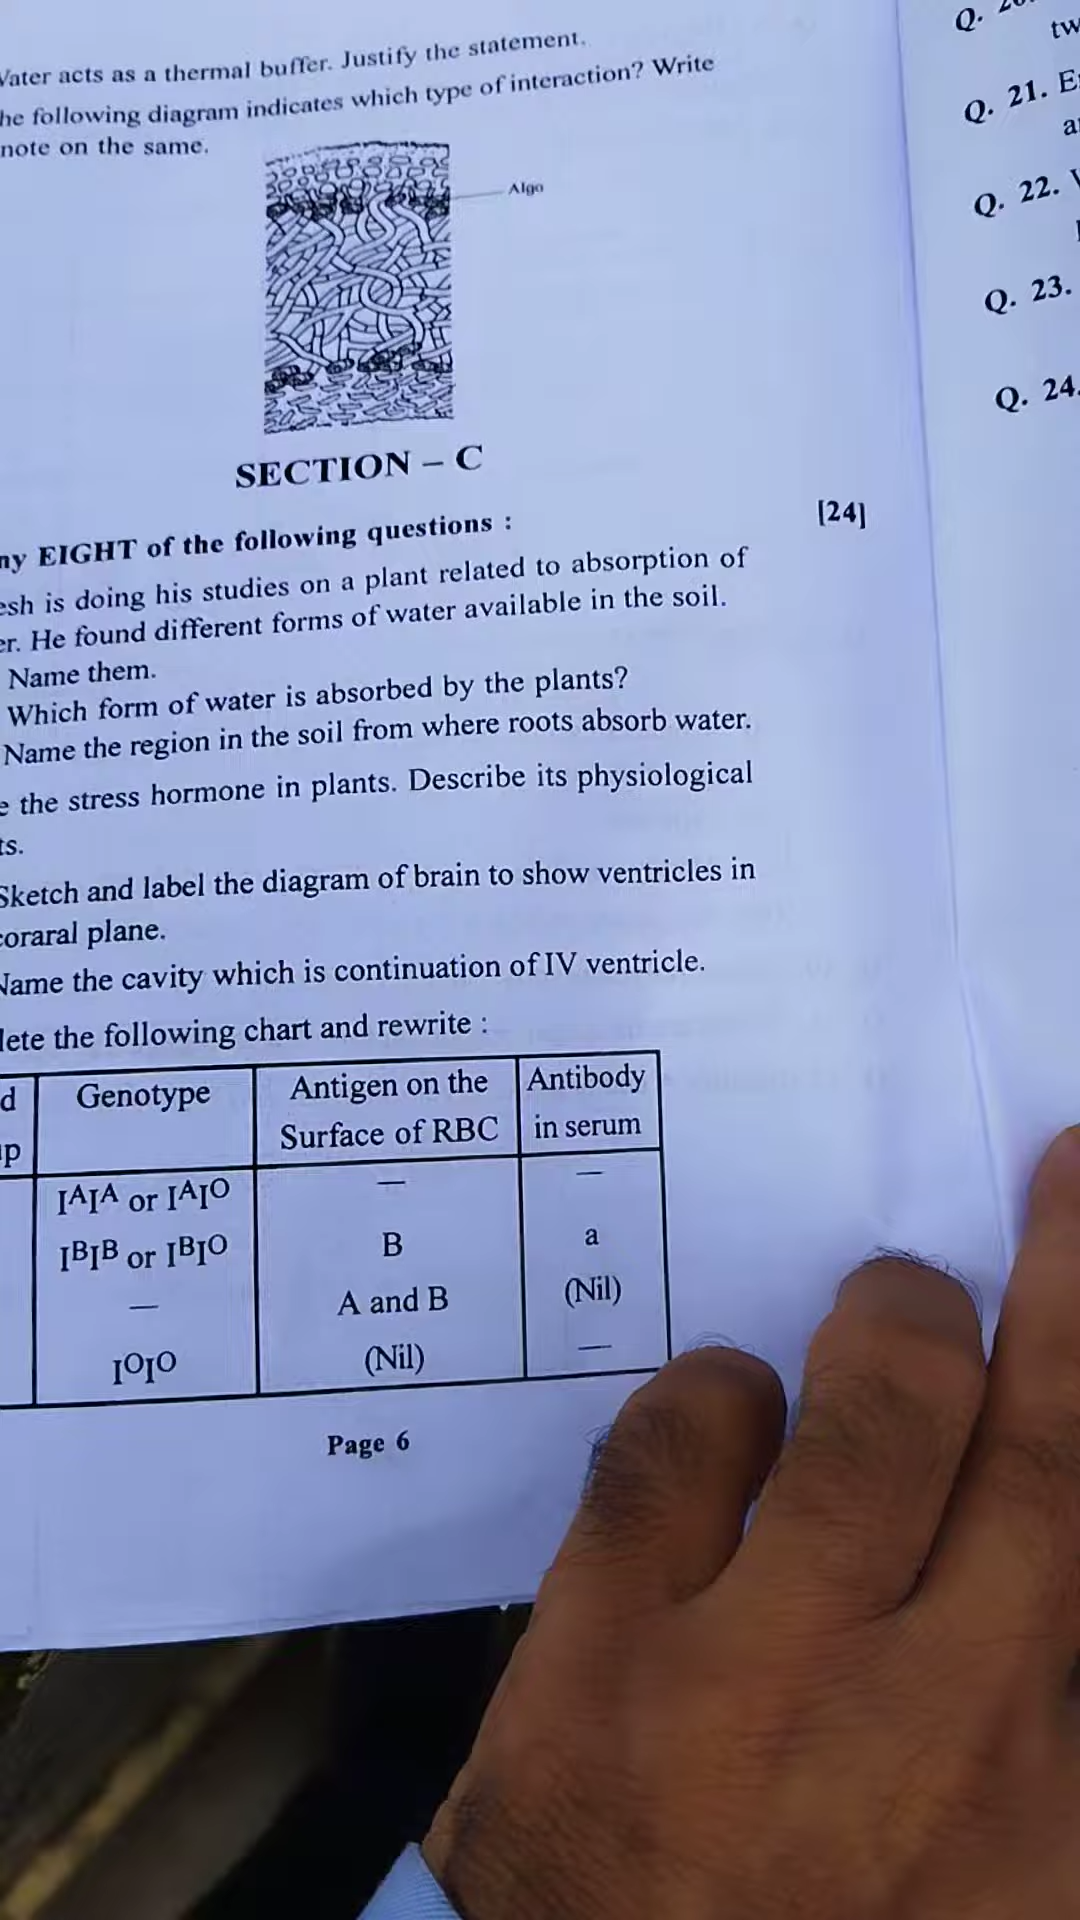 Water acts as a thermal buffer. Justify the statement.
he following diagram indicates which type of interaction? Write
note on the same.
Algo
SECTION – C
ny EIGHT of the following questions :
[24]
esh is doing his studies on a plant related to absorption of
er. He found different forms of water available in the soil.
Name them.
Which form of water is absorbed by the plants?
Name the region in the soil from where roots absorb water.
e the stress hormone in plants. Describe its physiological
ts.
Sketch and label the diagram of brain to show ventricles in
coraral plane.
Name the cavity which is continuation of IV ventricle.
lete the following chart and rewrite :
d Genotype Antigen on the Antibody
up Surface of RBC in serum
IᴬIᴬ or IᴬIᴼ — —
IᴮIᴮ or IᴮIᴼ B a
— A and B (Nil)
IᴼIᴼ (Nil) —
Page 6
Q.
tw
Q. 21.
Q. 22.
Q. 23.
Q. 24.